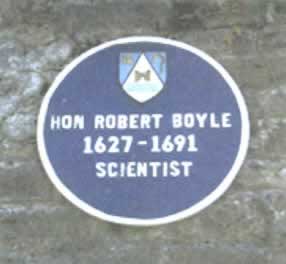 HON ROBERT BOYLE
1627-1691
SCIENTIST